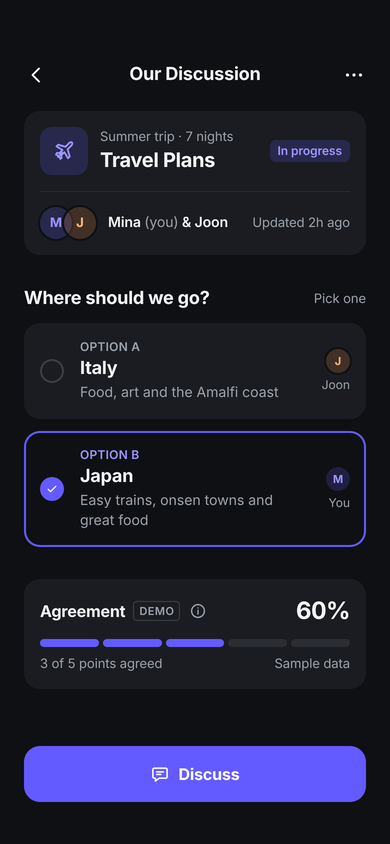 Our Discussion
Summer trip · 7 nights
Travel Plans
In progress
M J Mina (you) & Joon Updated 2h ago
Where should we go? Pick one
OPTION A
Italy
Food, art and the Amalfi coast
J
Joon
OPTION B
Japan
Easy trains, onsen towns and
great food
M
You
Agreement DEMO 60%
3 of 5 points agreed Sample data
Discuss